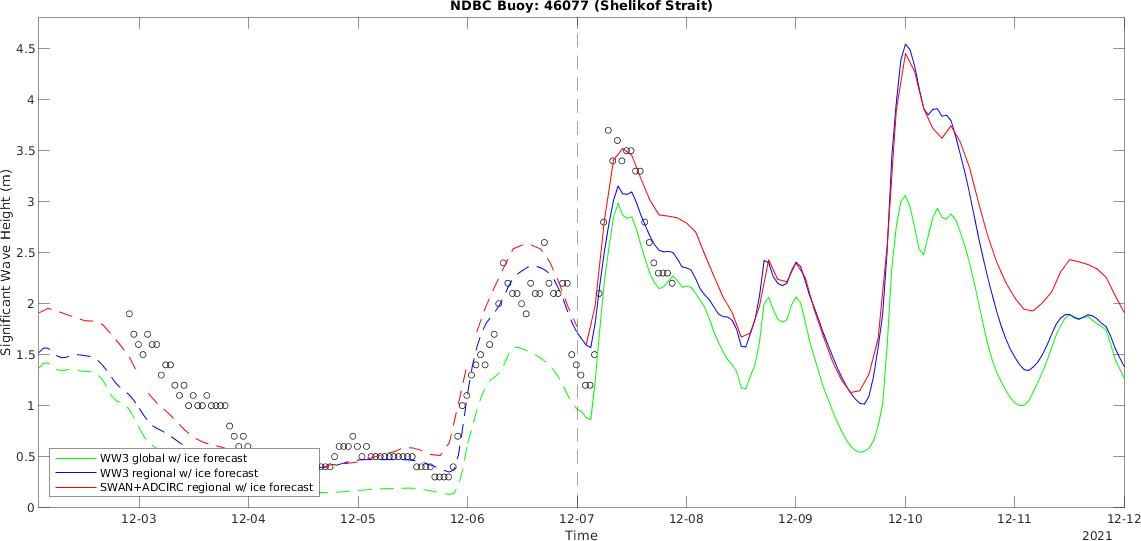 NDBC Buoy: 46077 (Shelikof Strait)
Significant Wave Height (m)
4.5
4
3.5
3
2.5
2
1.5
1
0.5
0
WW3 global w/ ice forecast
WW3 regional w/ ice forecast
SWAN+ADCIRC regional w/ ice forecast
12-03 12-04 12-05 12-06 12-07 12-08 12-09 12-10 12-11 12-12
Time
2021